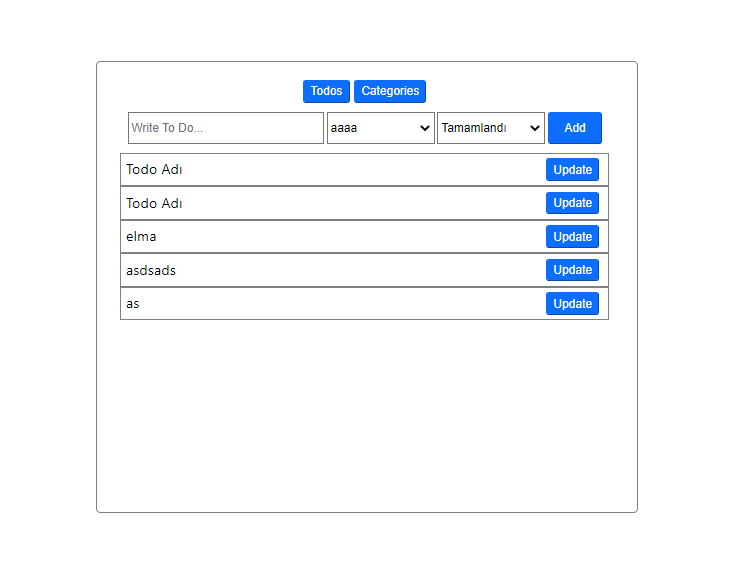 Todos Categories
Write To Do... aaaa Tamamlandı Add
Todo Adı Update
Todo Adı Update
elma Update
asdsads Update
as Update